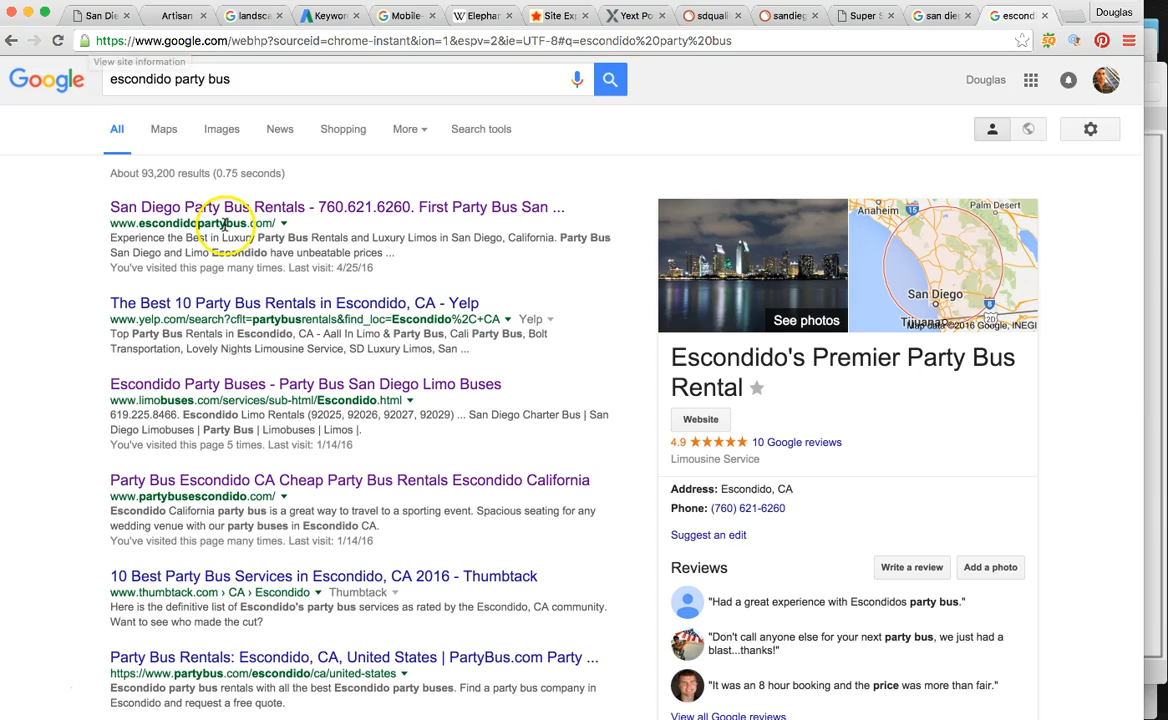 San Die
Artisan
landsca
Keywor
Mobile-
Elephar
Site Exp
Yext Po
sdquali
sandieg
Super S
san die
escond
Douglas
https://www.google.com/webhp?sourceid=chrome-instant&ion=1&espv=2&ie=UTF-8#q=escondido%20party%20bus
View site information
Google
escondido party bus
Douglas
All Maps Images News Shopping More Search tools
About 93,200 results (0.75 seconds)
San Diego Party Bus Rentals - 760.621.6260. First Party Bus San ...
www.escondidopartybus.com/
Experience the Best in Luxury Party Bus Rentals and Luxury Limos in San Diego, California. Party Bus
San Diego and Limo Escondido have unbeatable prices ...
You've visited this page many times. Last visit: 4/25/16
The Best 10 Party Bus Rentals in Escondido, CA - Yelp
www.yelp.com/search?cflt=partybusrentals&find_loc=Escondido%2C+CA Yelp
Top Party Bus Rentals in Escondido, CA - Aall In Limo & Party Bus, Cali Party Bus, Bolt
Transportation, Lovely Nights Limousine Service, SD Luxury Limos, San ...
Escondido Party Buses - Party Bus San Diego Limo Buses
www.limobuses.com/services/sub-html/Escondido.html
619.225.8466. Escondido Limo Rentals (92025, 92026, 92027, 92029) ... San Diego Charter Bus | San
Diego Limobuses | Party Bus | Limobuses | Limos |.
You've visited this page 5 times. Last visit: 1/14/16
Party Bus Escondido CA Cheap Party Bus Rentals Escondido California
www.partybusescondido.com/
Escondido California party bus is a great way to travel to a sporting event. Spacious seating for any
wedding venue with our party buses in Escondido CA.
You've visited this page many times. Last visit: 1/14/16
10 Best Party Bus Services in Escondido, CA 2016 - Thumbtack
www.thumbtack.com › CA › Escondido Thumbtack
Here is the definitive list of Escondido's party bus services as rated by the Escondido, CA community.
Want to see who made the cut?
Party Bus Rentals: Escondido, CA, United States | PartyBus.com Party ...
https://www.partybus.com/escondido/ca/united-states
Escondido party bus rentals with all the best Escondido party buses. Find a party bus company in
Escondido and request a free quote.
See photos
Anaheim
15
Palm Desert
San Diego
8
Map data ©2016 Google, INEGI
Escondido's Premier Party Bus
Rental
Website
4.9 10 Google reviews
Limousine Service
Address: Escondido, CA
Phone: (760) 621-6260
Suggest an edit
Reviews
Write a review
Add a photo
"Had a great experience with Escondidos party bus."
"Don't call anyone else for your next party bus, we just had a
blast...thanks!"
"It was an 8 hour booking and the price was more than fair."
View all Google reviews